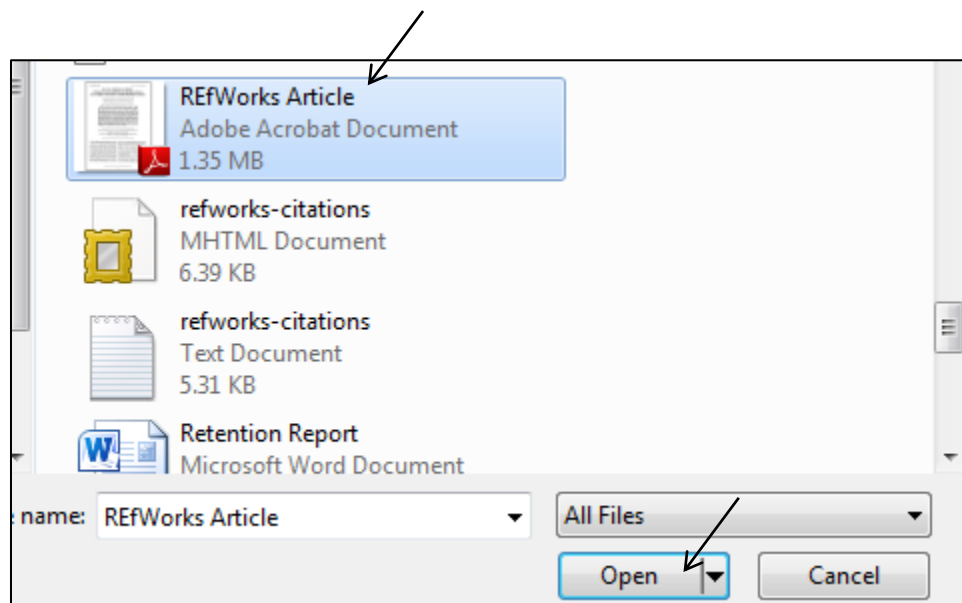 REfWorks Article
Adobe Acrobat Document
1.35 MB
refworks-citations
MHTML Document
6.39 KB
refworks-citations
Text Document
5.31 KB
Retention Report
Microsoft Word Document
name: REfWorks Article
All Files
Open
Cancel